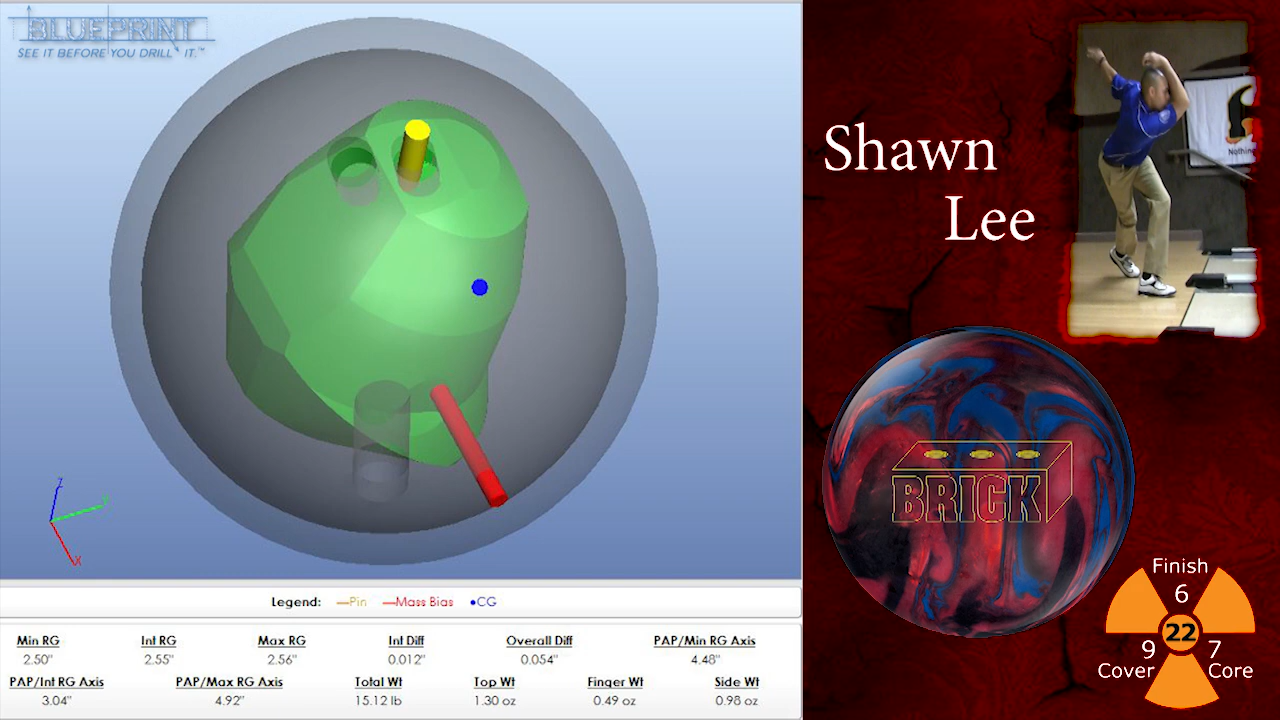 BLUEPRINT
SEE IT BEFORE YOU DRILL IT.™
Z
X
Legend: Pin Mass Bias CG
Min RG Int RG Max RG Int Diff Overall Diff PAP/Min RG Axis
2.50" 2.55" 2.56" 0.012" 0.054" 4.48"
PAP/Int RG Axis PAP/Max RG Axis Total Wt Top Wt Finger Wt Side Wt
3.04" 4.92" 15.12 lb 1.30 oz 0.49 oz 0.98 oz
Shawn
Lee
Nothing
BRICK
Finish
6
22
9 7
Cover Core